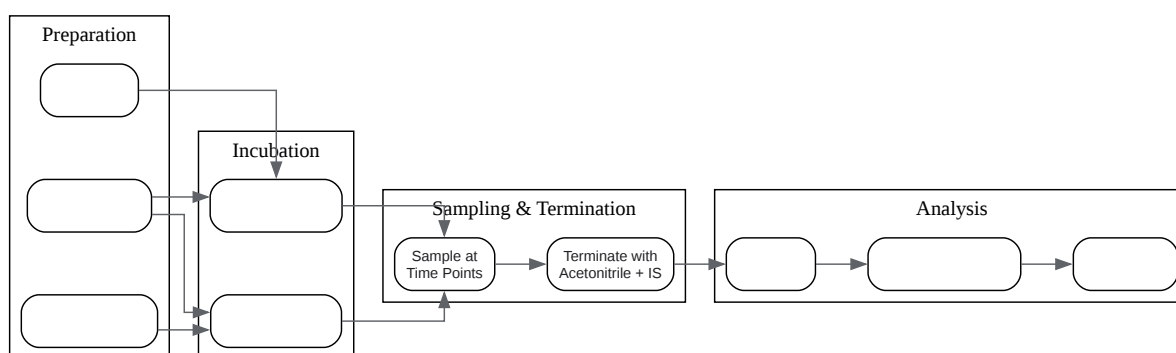 Preparation
Incubation
Sampling & Termination
Sample at
Time Points
Terminate with
Acetonitrile + IS
Analysis